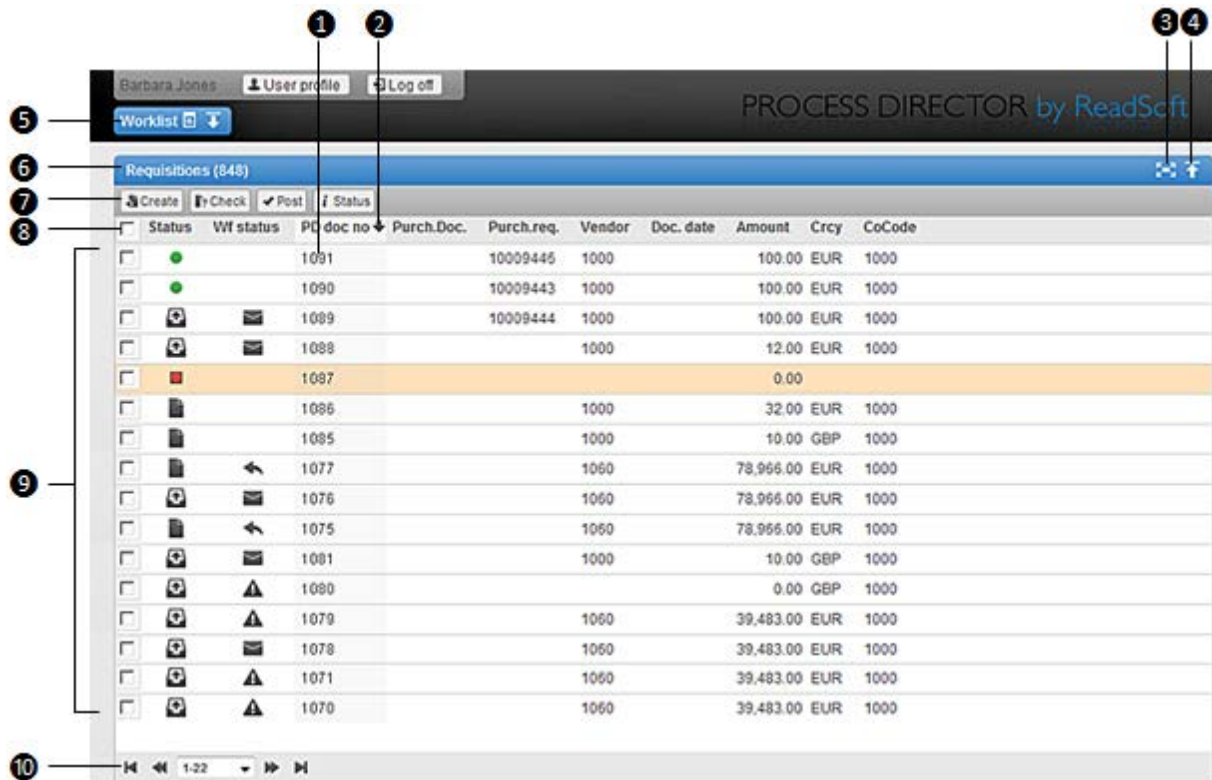 1 2 3 4
Barbara Jones User profile Log off
PROCESS DIRECTOR by ReadSoft
5 Worklist
6 Requisitions (848)
7 Create Check Post Status
8 Status Wf status PD doc no Purch.Doc. Purch.req. Vendor Doc. date Amount Crcy CoCode
1091 10009446 1000 100.00 EUR 1000
1090 10009443 1000 100.00 EUR 1000
1089 10009444 1000 100.00 EUR 1000
1088 1000 12.00 EUR 1000
1087 0.00
1086 1000 32.00 EUR 1000
1085 1000 10.00 GBP 1000
9 1077 1060 78,966.00 EUR 1000
1076 1060 78,966.00 EUR 1000
1075 1060 78,966.00 EUR 1000
1081 1000 10.00 GBP 1000
1080 0.00 GBP 1000
1079 1060 39,483.00 EUR 1000
1078 1060 39,483.00 EUR 1000
1071 1060 39,483.00 EUR 1000
1070 1060 39,483.00 EUR 1000
10 1-22